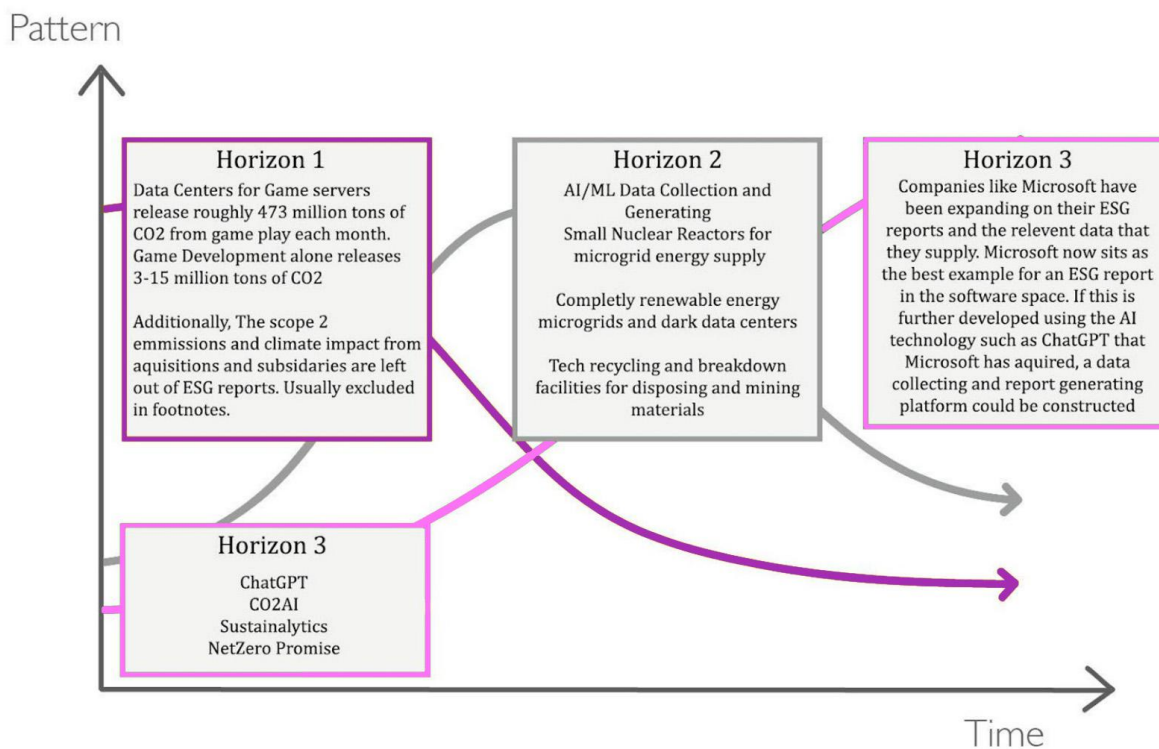 Pattern
Horizon 1
Data Centers for Game servers
release roughly 473 million tons of
CO2 from game play each month.
Game Development alone releases
3-15 million tons of CO2
Additionally, The scope 2
emmissions and climate impact from
aquisitions and subsidaries are left
out of ESG reports. Usually excluded
in footnotes.
Horizon 2
AI/ML Data Collection and
Generating
Small Nuclear Reactors for
microgrid energy supply
Completly renewable energy
microgrids and dark data centers
Tech recycling and breakdown
facilities for disposing and mining
materials
Horizon 3
Companies like Microsoft have
been expanding on their ESG
reports and the relevent data that
they supply. Microsoft now sits as
the best example for an ESG report
in the software space. If this is
further developed using the AI
technology such as ChatGPT that
Microsoft has aquired, a data
collecting and report generating
platform could be constructed
Horizon 3
ChatGPT
CO2AI
Sustainalytics
NetZero Promise
Time